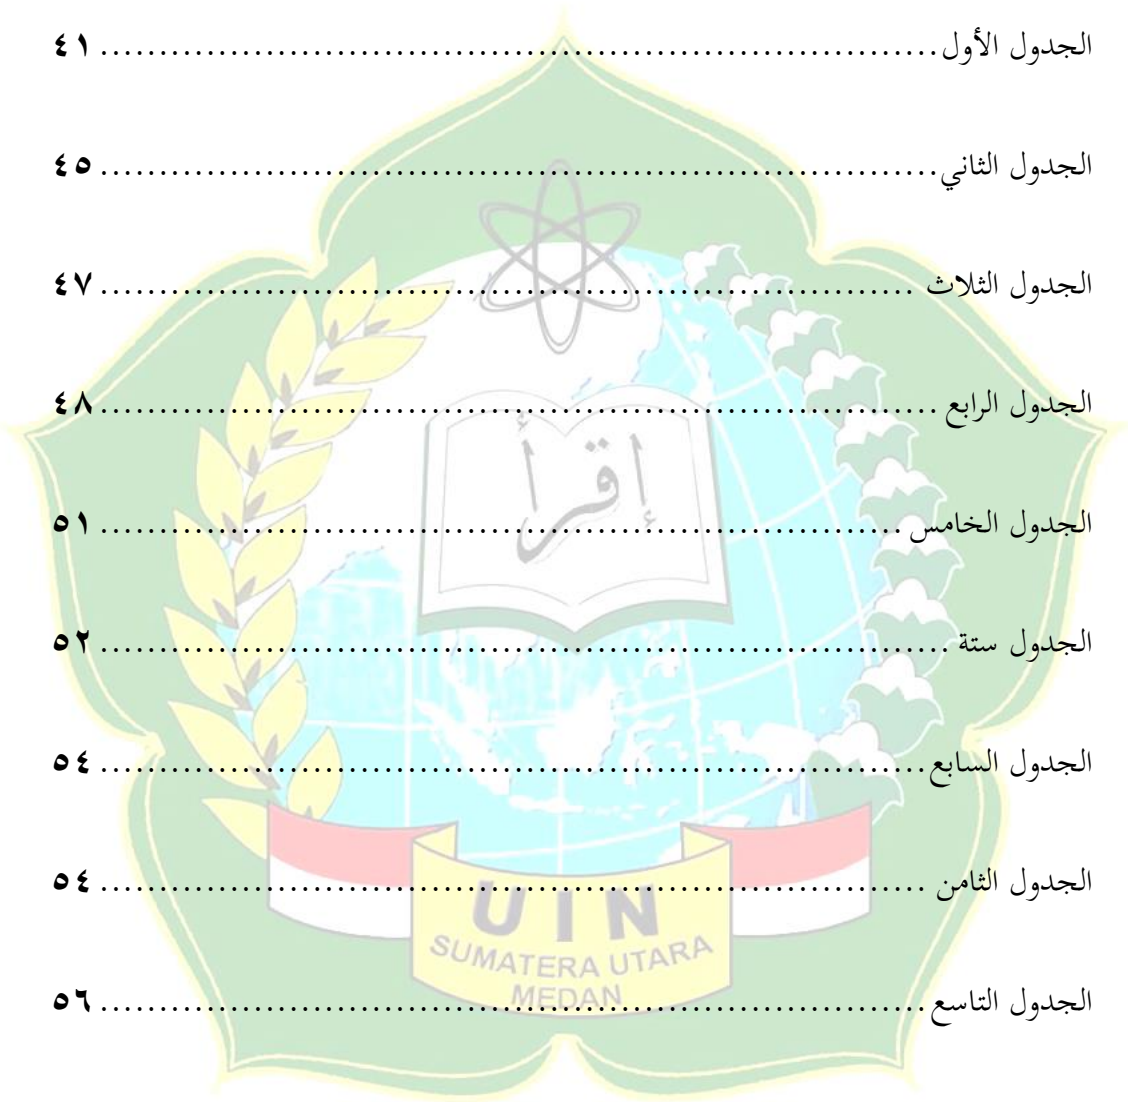 الجدول الأول........................................................................ ٤١
الجدول الثاني........................................................................ ٤٥
الجدول الثلاث ...................................................................... ٤٧
الجدول الرابع ........................................................................٤٨
الجدول الخامس ..................................................................... ٥١
الجدول ستة ......................................................................... ٥٢
الجدول السابع....................................................................... ٥٤
الجدول الثامن ....................................................................... ٥٤
الجدول التاسع....................................................................... ٥٦
إقرأ
UIN
SUMATERA UTARA
MEDAN